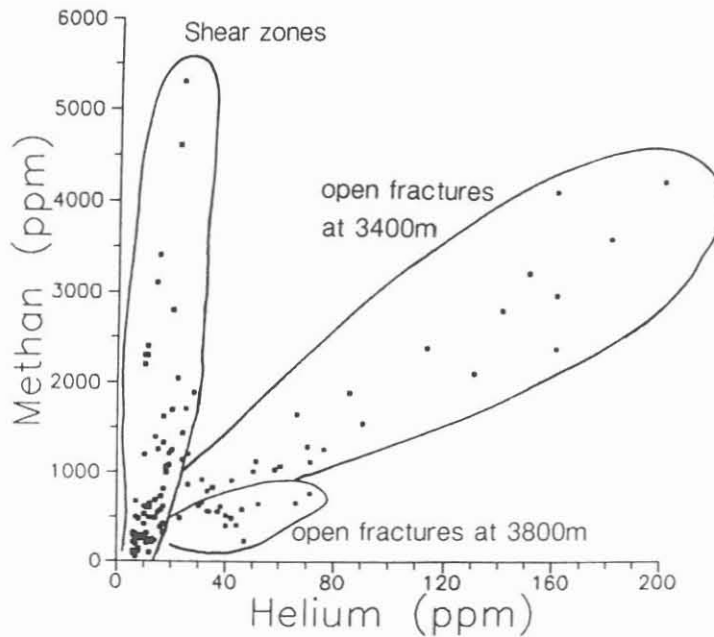 Shear zones
6000
5000
4000
3000
2000
1000
0
Methan (ppm)
open fractures
at 3400m
open fractures at 3800m
0
40
80
120
160
200
Helium (ppm)